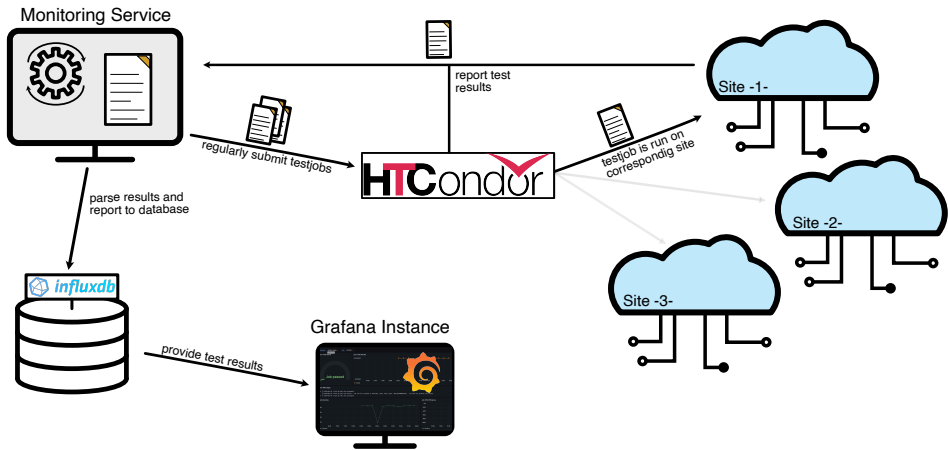 Monitoring Service
report test
results
Site -1-
regularly submit testjobs
testjob is run on
correspondig site
HTCondor
parse results and
report to database
Site -2-
influxdb
Site -3-
Grafana Instance
provide test results